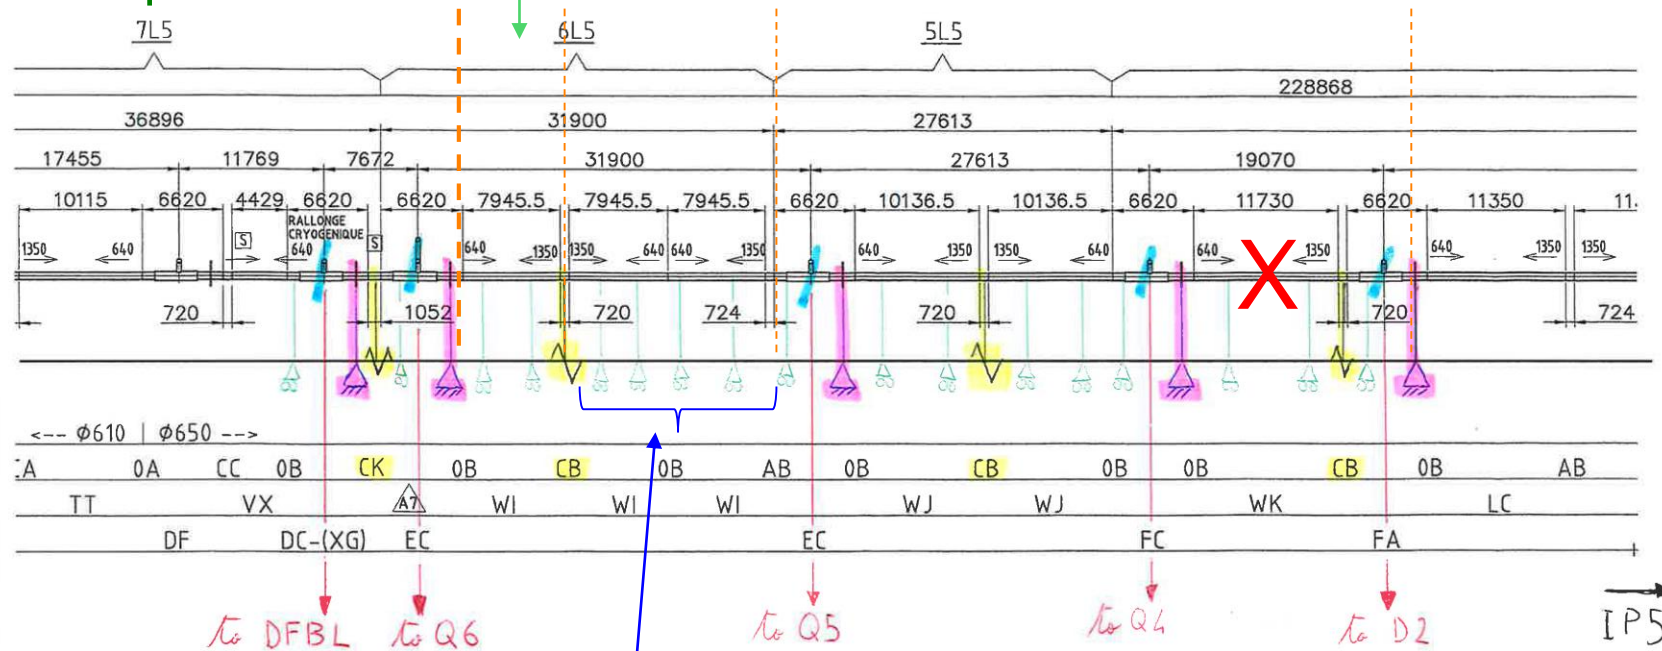 7L5 6L5 5L5
228868
36896 31900 27613
17455 11769 7672 31900 27613 19070
10115 6620 4429 6620 6620 7945.5 7945.5 7945.5 6620 10136.5 10136.5 6620 11730 6620 11350 11.
RALLONGE
CRYOGENIQUE
S S
1350 640 640 640 1350 1350 640 640 1350 640 1350 1350 640 640 1350 640 1350 1350
X
720 1052 720 724 720 720 724
<--- Φ610 | Φ650 -->
CA 0A CC 0B CK 0B CB 0B AB 0B CB 0B 0B CB 0B AB
TT VX A7 WI WI WI WJ WJ WK LC
DF DC-(XG) EC EC FC FA
to DFBL to Q6 to Q5 to Q4 to D2 IP5